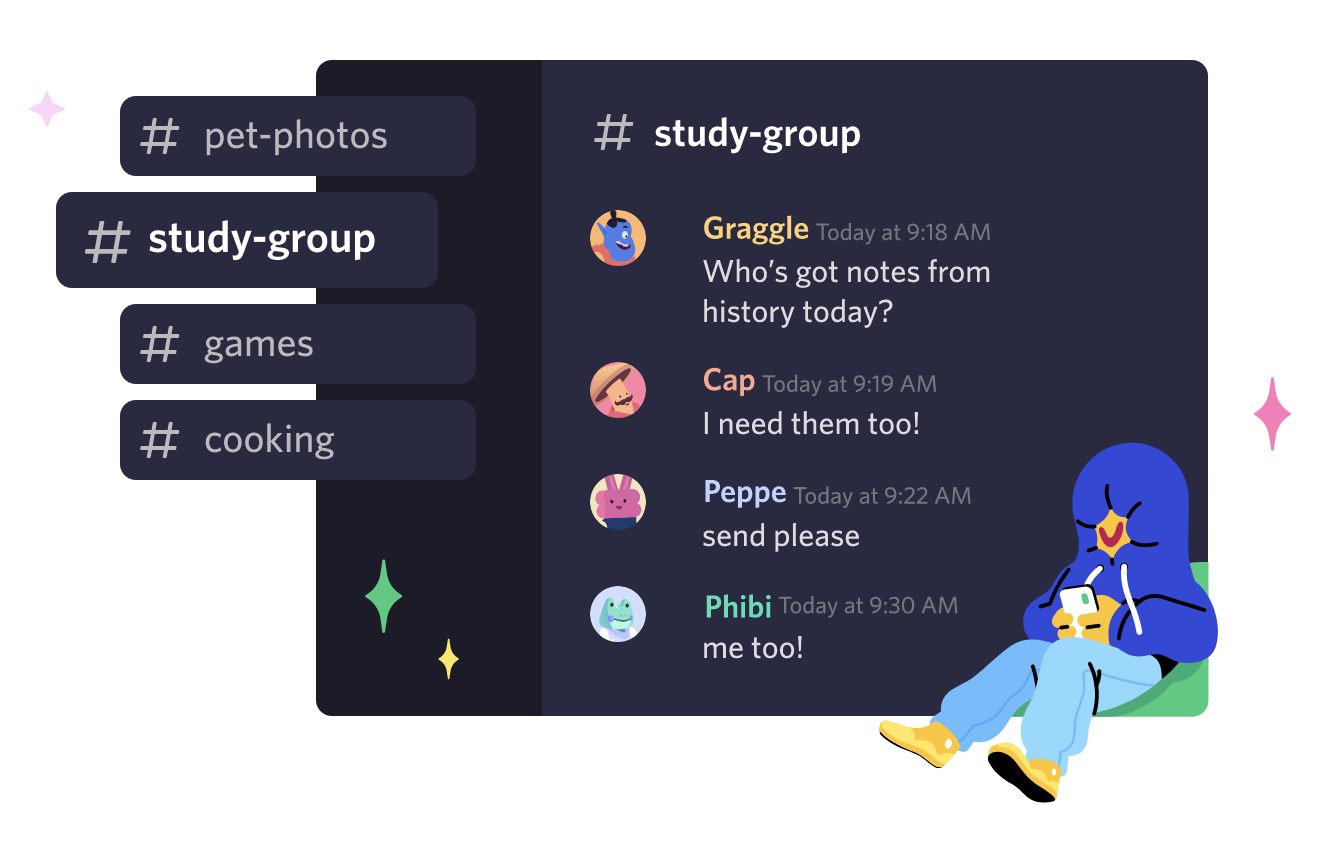 # pet-photos
# study-group
# games
# cooking
# study-group
Graggle Today at 9:18 AM
Who’s got notes from
history today?
Cap Today at 9:19 AM
I need them too!
Peppe Today at 9:22 AM
send please
Phibi Today at 9:30 AM
me too!